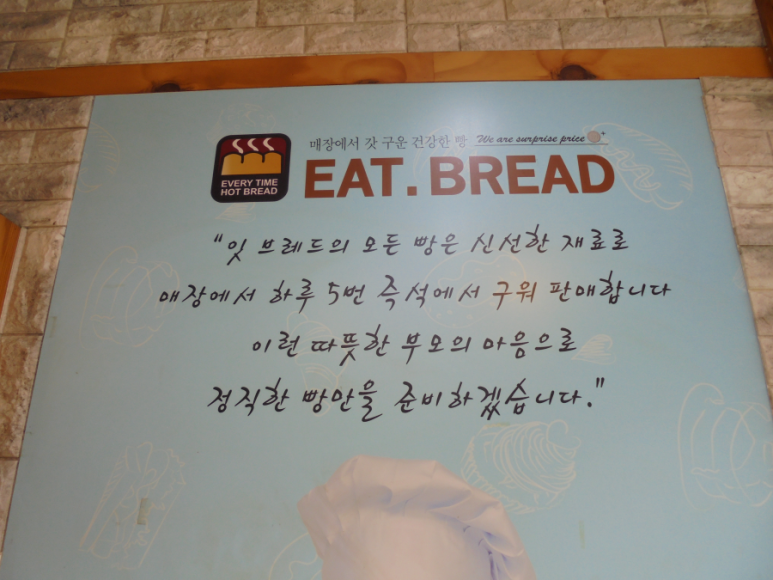 매장에서 갓 구운 건강한 빵 We are surprise price
EAT.BREAD
EVERY TIME
HOT BREAD
"잇 브레드의 모든 빵은 신선한 재료로
매장에서 하루 5번 즉석에서 구워 판매합니다
이런 따뜻한 부모의 마음으로
정직한 빵만을 준비하겠습니다."